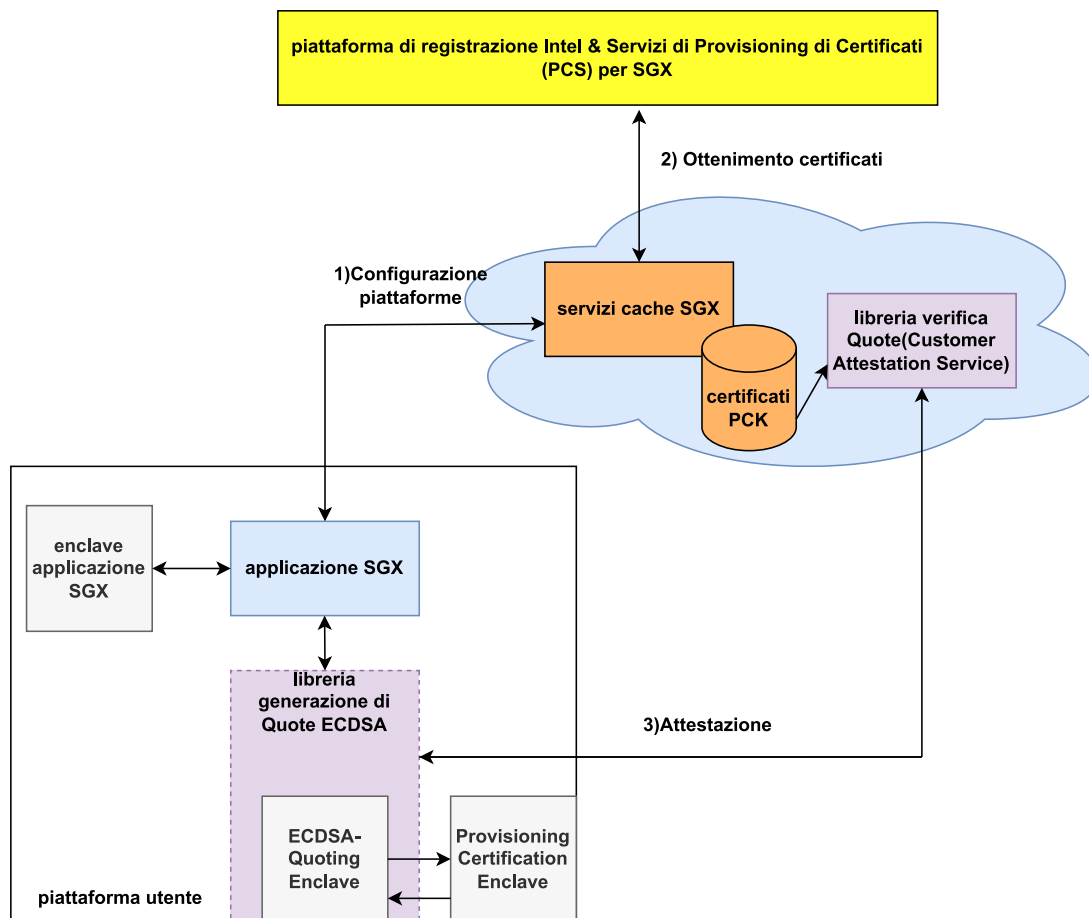 piattaforma di registrazione Intel & Servizi di Provisioning di Certificati
(PCS) per SGX
2) Ottenimento certificati
1)Configurazione
piattaforme
servizi cache SGX
libreria verifica
Quote(Customer
Attestation Service)
certificati
PCK
enclave
applicazione
SGX
applicazione SGX
libreria
generazione di
Quote ECDSA
3)Attestazione
ECDSA-
Quoting
Enclave
Provisioning
Certification
Enclave
piattaforma utente